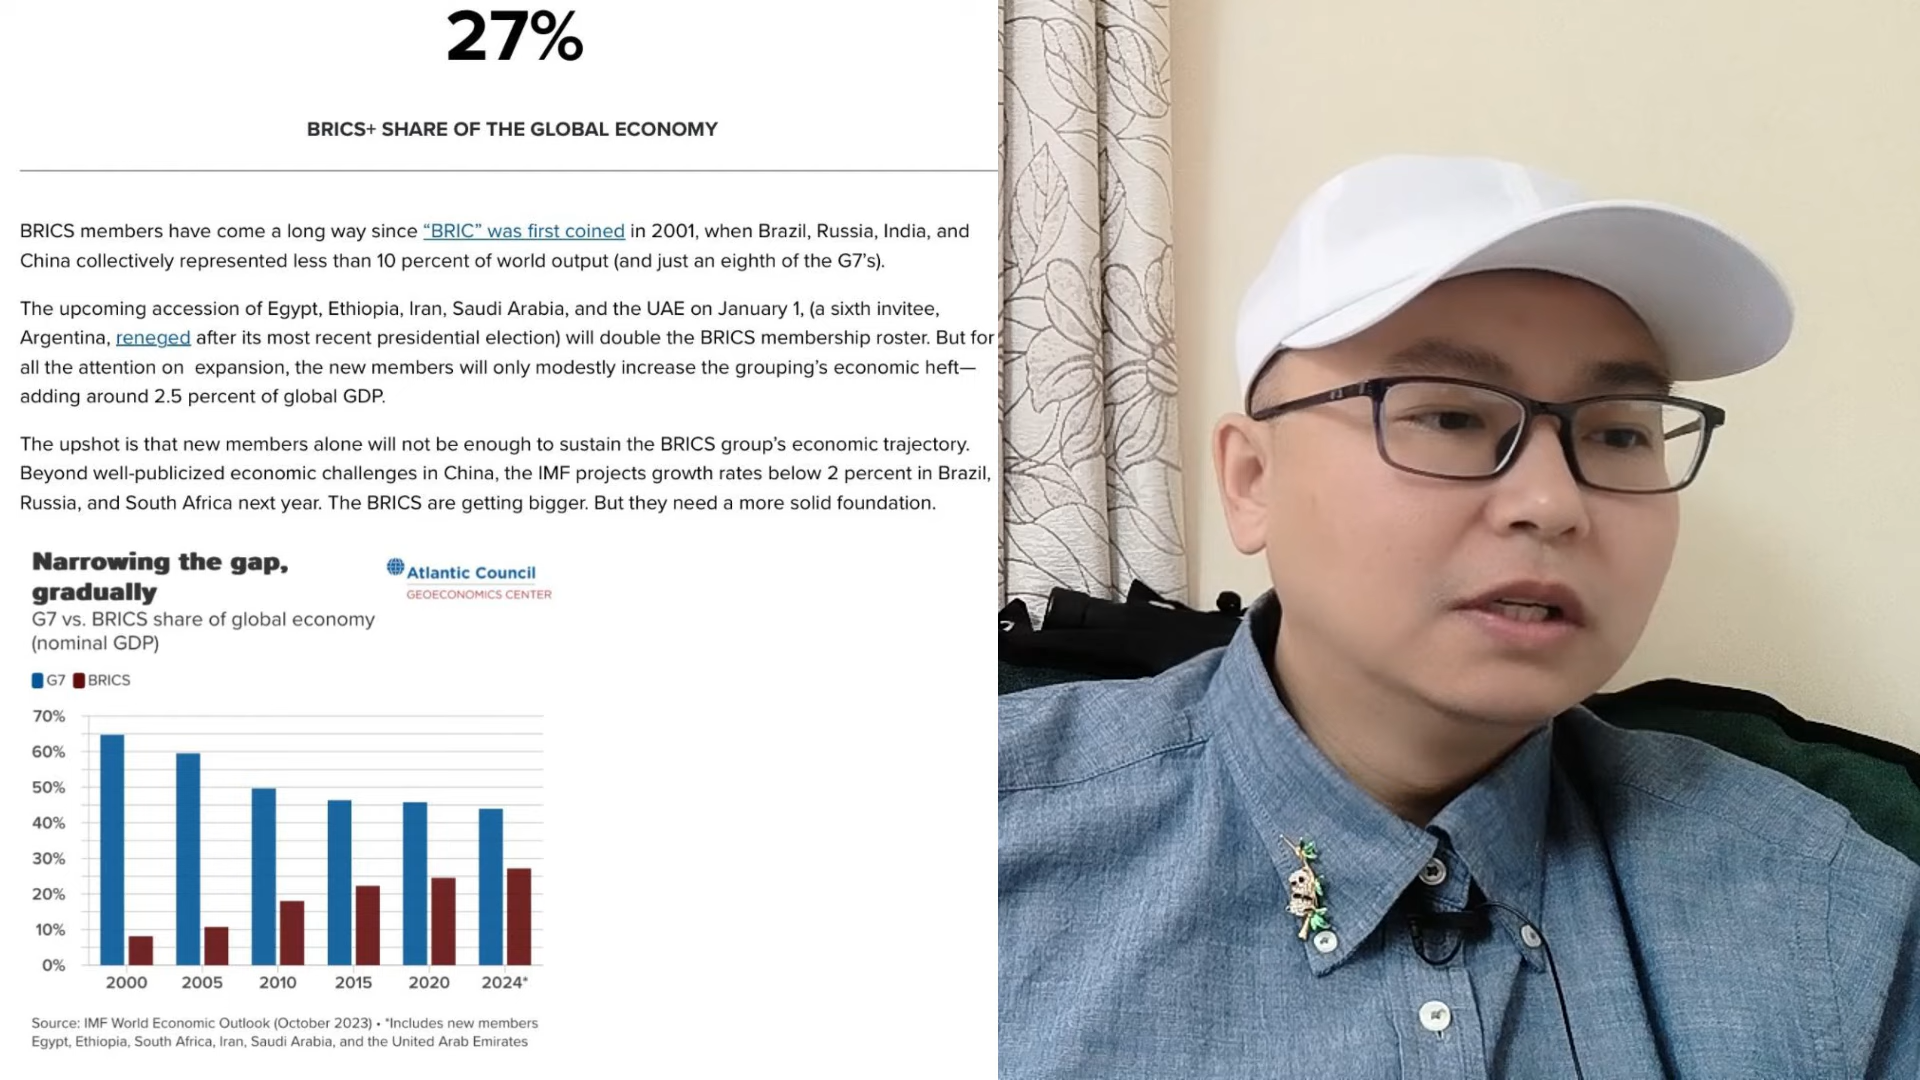 27%
BRICS+ SHARE OF THE GLOBAL ECONOMY
BRICS members have come a long way since “BRIC” was first coined in 2001, when Brazil, Russia, India, and
China collectively represented less than 10 percent of world output (and just an eighth of the G7’s).
The upcoming accession of Egypt, Ethiopia, Iran, Saudi Arabia, and the UAE on January 1, (a sixth invitee,
Argentina, reneged after its most recent presidential election) will double the BRICS membership roster. But for
all the attention on expansion, the new members will only modestly increase the grouping’s economic heft—
adding around 2.5 percent of global GDP.
The upshot is that new members alone will not be enough to sustain the BRICS group’s economic trajectory.
Beyond well-publicized economic challenges in China, the IMF projects growth rates below 2 percent in Brazil,
Russia, and South Africa next year. The BRICS are getting bigger. But they need a more solid foundation.
Narrowing the gap,
gradually
Atlantic Council
GEOECONOMICS CENTER
G7 vs. BRICS share of global economy
(nominal GDP)
G7 BRICS
70%
60%
50%
40%
30%
20%
10%
0%
2000 2005 2010 2015 2020 2024*
Source: IMF World Economic Outlook (October 2023) • *Includes new members
Egypt, Ethiopia, South Africa, Iran, Saudi Arabia, and the United Arab Emirates